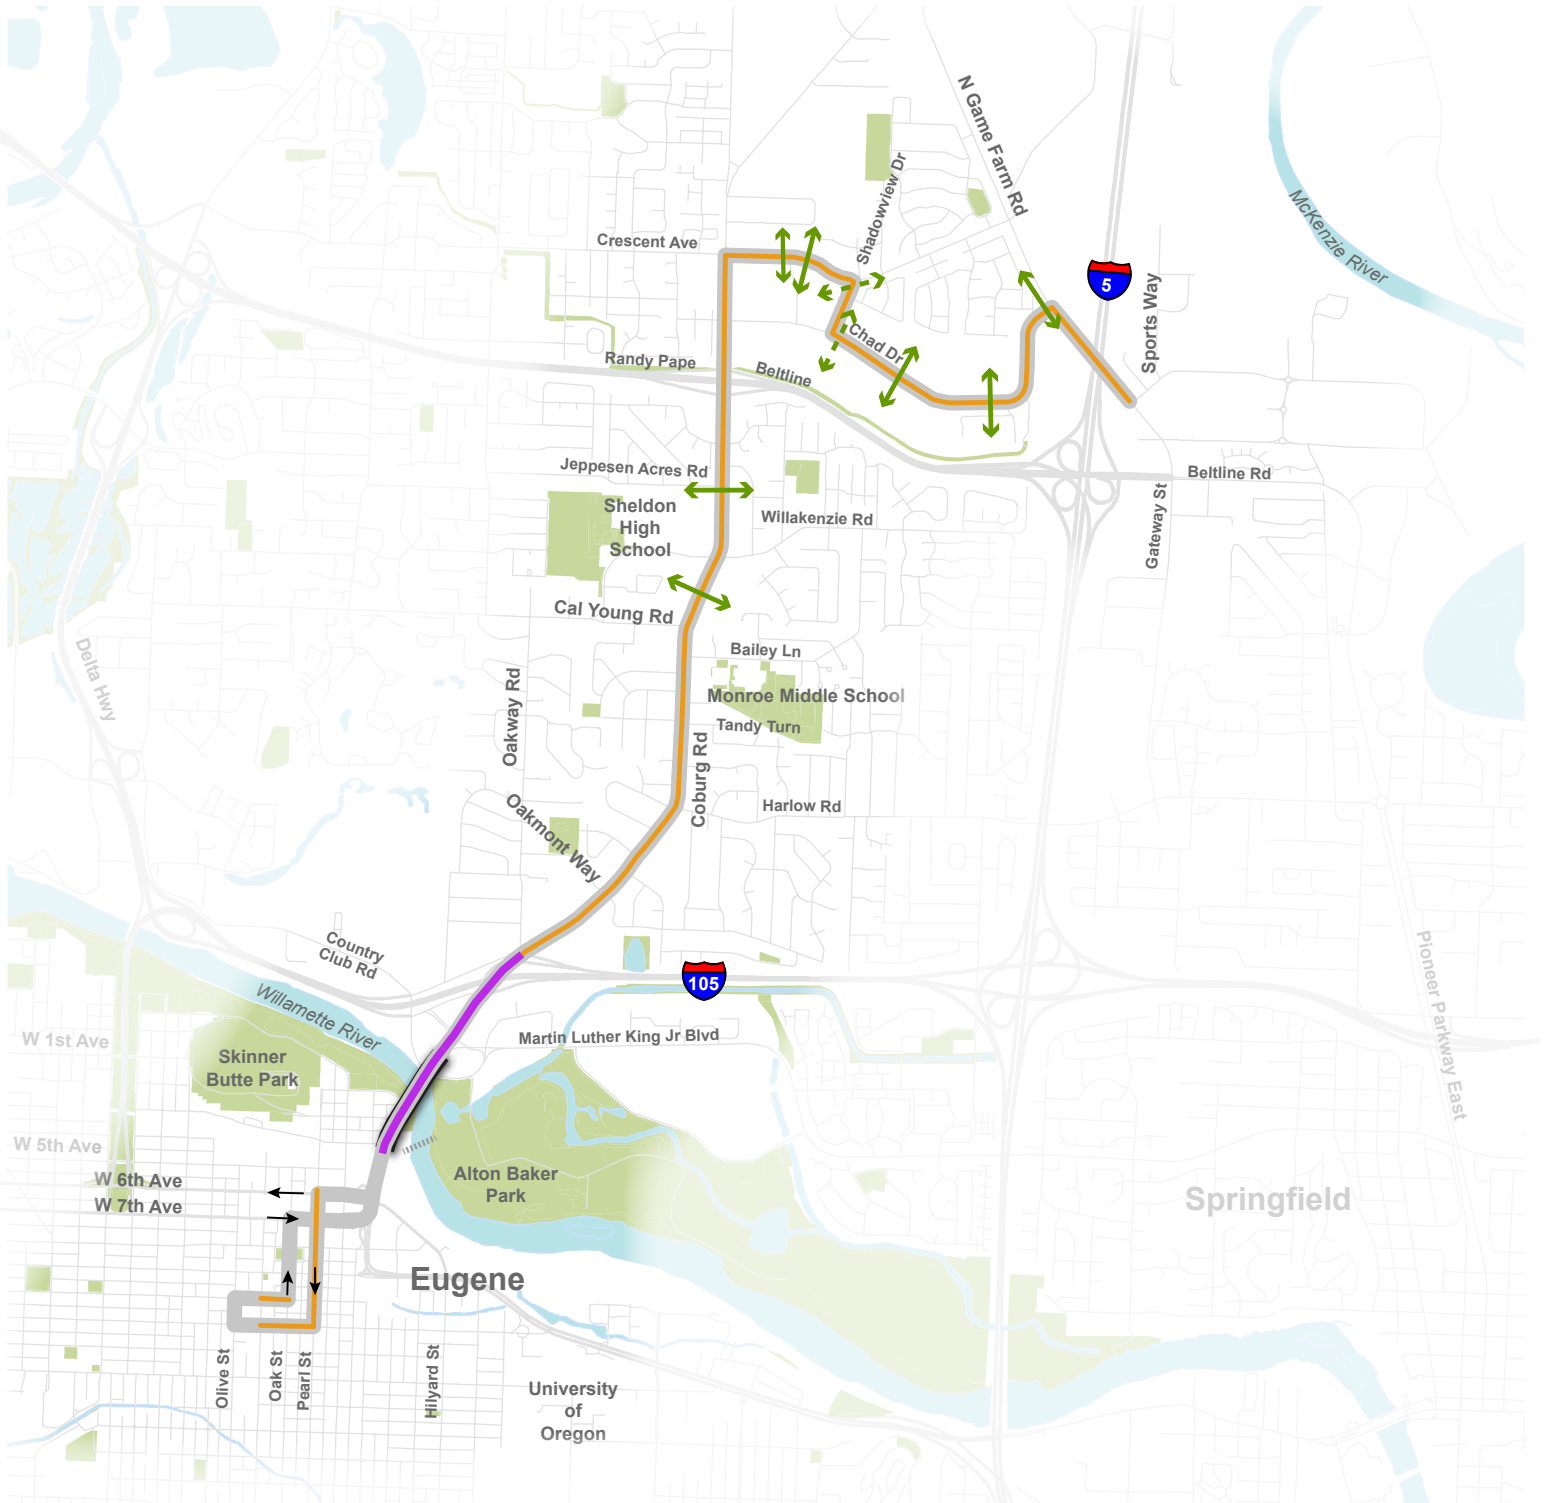 N Game Farm Rd
Shadowview Dr
McKenzie River
Crescent Ave
5
Sports Way
Chad Dr
Randy Pape
Beltline
Jeppesen Acres Rd
Beltline Rd
Sheldon
High
School
Willakenzie Rd
Gateway St
Cal Young Rd
Delta Hwy
Bailey Ln
Oakway Rd
Monroe Middle School
Tandy Turn
Coburg Rd
Harlow Rd
Oakmont Way
Country
Club Rd
Pioneer Parkway East
105
Willamette River
W 1st Ave
Martin Luther King Jr Blvd
Skinner
Butte Park
W 5th Ave
W 6th Ave
W 7th Ave
Alton Baker
Park
Springfield
Eugene
Olive St
Oak St
Pearl St
Hilyard St
University
of
Oregon